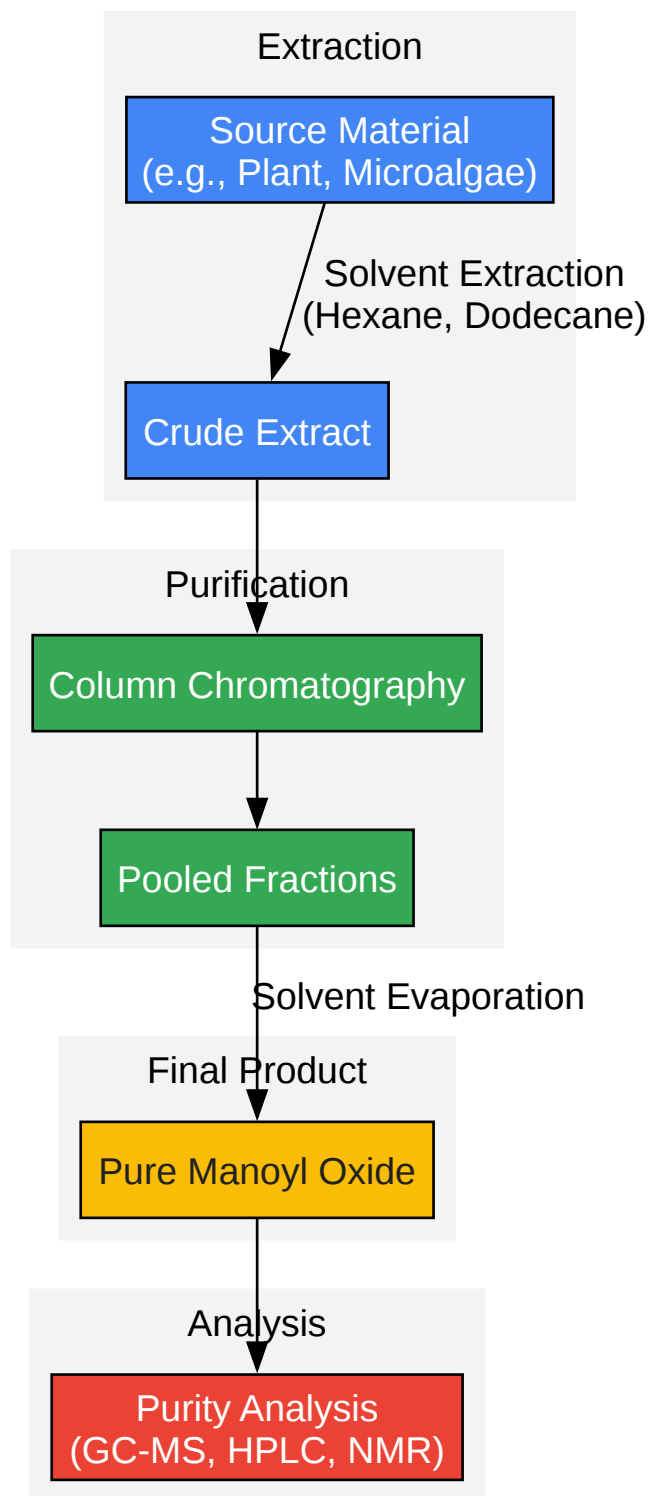 Extraction
Source Material
(e.g., Plant, Microalgae)
Solvent Extraction
(Hexane, Dodecane)
Crude Extract
Purification
Column Chromatography
Pooled Fractions
Solvent Evaporation
Final Product
Pure Manoyl Oxide
Analysis
Purity Analysis
(GC-MS, HPLC, NMR)